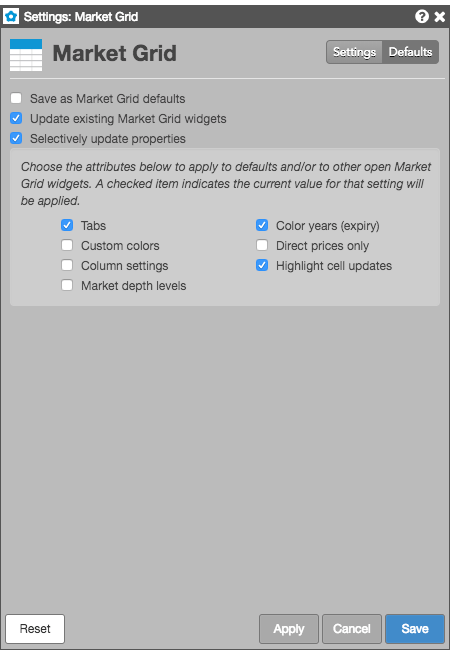 Settings: Market Grid
Market Grid
Settings Defaults
Save as Market Grid defaults
Update existing Market Grid widgets
Selectively update properties
Choose the attributes below to apply to defaults and/or to other open Market
Grid widgets. A checked item indicates the current value for that setting will
be applied.
Tabs Color years (expiry)
Custom colors Direct prices only
Column settings Highlight cell updates
Market depth levels
Reset Apply Cancel Save